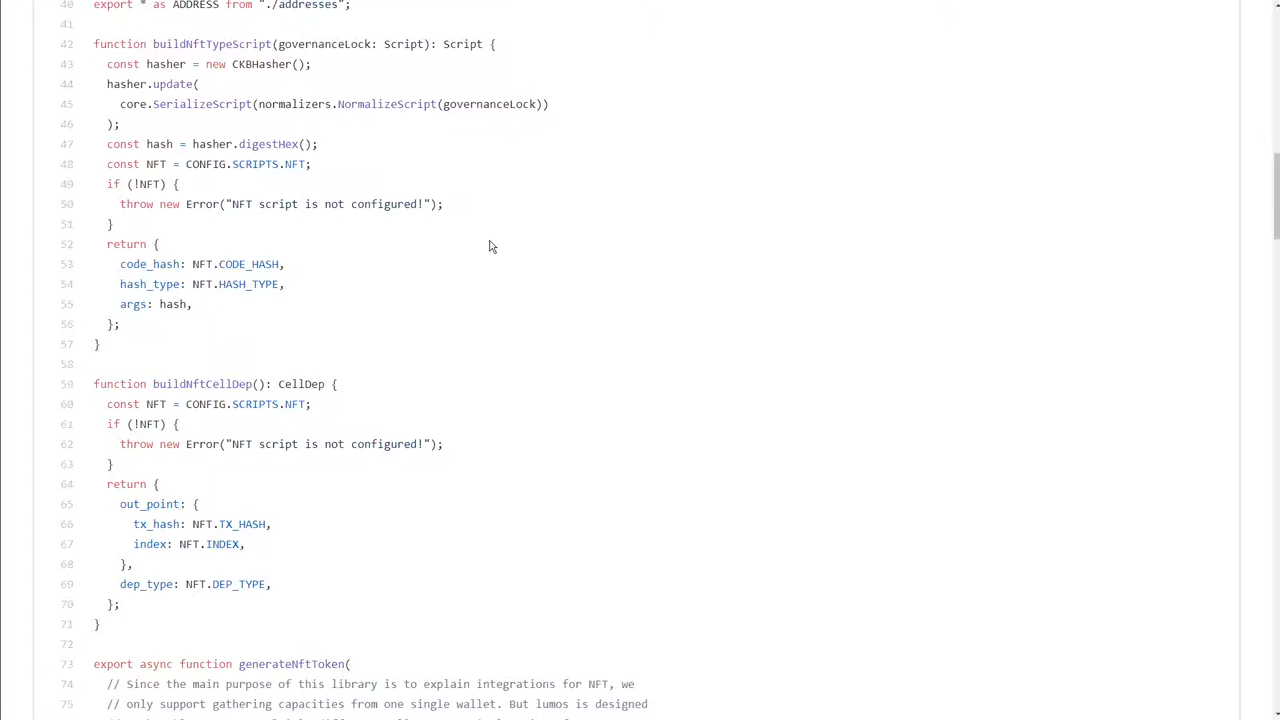 40 export * as ADDRESS from "./addresses";
41
42 function buildNftTypeScript(governanceLock: Script): Script {
43   const hasher = new CKBHasher();
44   hasher.update(
45     core.SerializeScript(normalizers.NormalizeScript(governanceLock))
46   );
47   const hash = hasher.digestHex();
48   const NFT = CONFIG.SCRIPTS.NFT;
49   if (!NFT) {
50     throw new Error("NFT script is not configured!");
51   }
52   return {
53     code_hash: NFT.CODE_HASH,
54     hash_type: NFT.HASH_TYPE,
55     args: hash,
56   };
57 }
58
59 function buildNftCellDep(): CellDep {
60   const NFT = CONFIG.SCRIPTS.NFT;
61   if (!NFT) {
62     throw new Error("NFT script is not configured!");
63   }
64   return {
65     out_point: {
66       tx_hash: NFT.TX_HASH,
67       index: NFT.INDEX,
68     },
69     dep_type: NFT.DEP_TYPE,
70   };
71 }
72
73 export async function generateNftToken(
74   // Since the main purpose of this library is to explain integrations for NFT, we
75   // only support gathering capacities from one single wallet. But lumos is designed